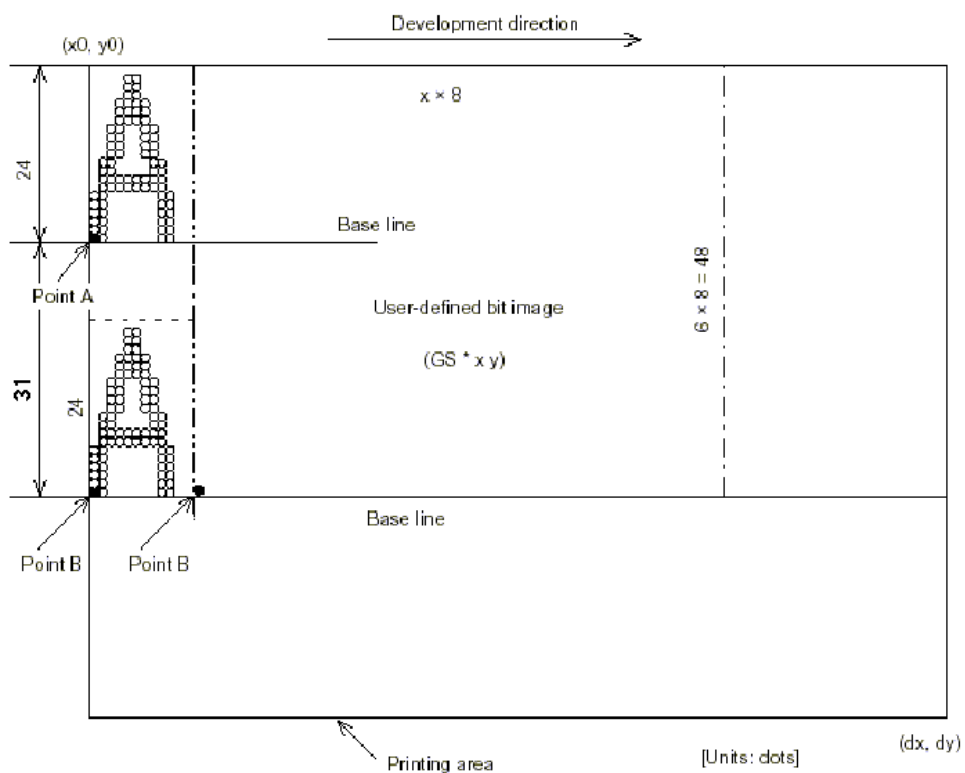 Development direction
(x0, y0)
x × 8
24
Base line
Point A
6 × 8 = 48
User-defined bit image
(GS * x y)
31
24
Base line
Point B
Point B
(dx, dy)
[Units: dots]
Printing area